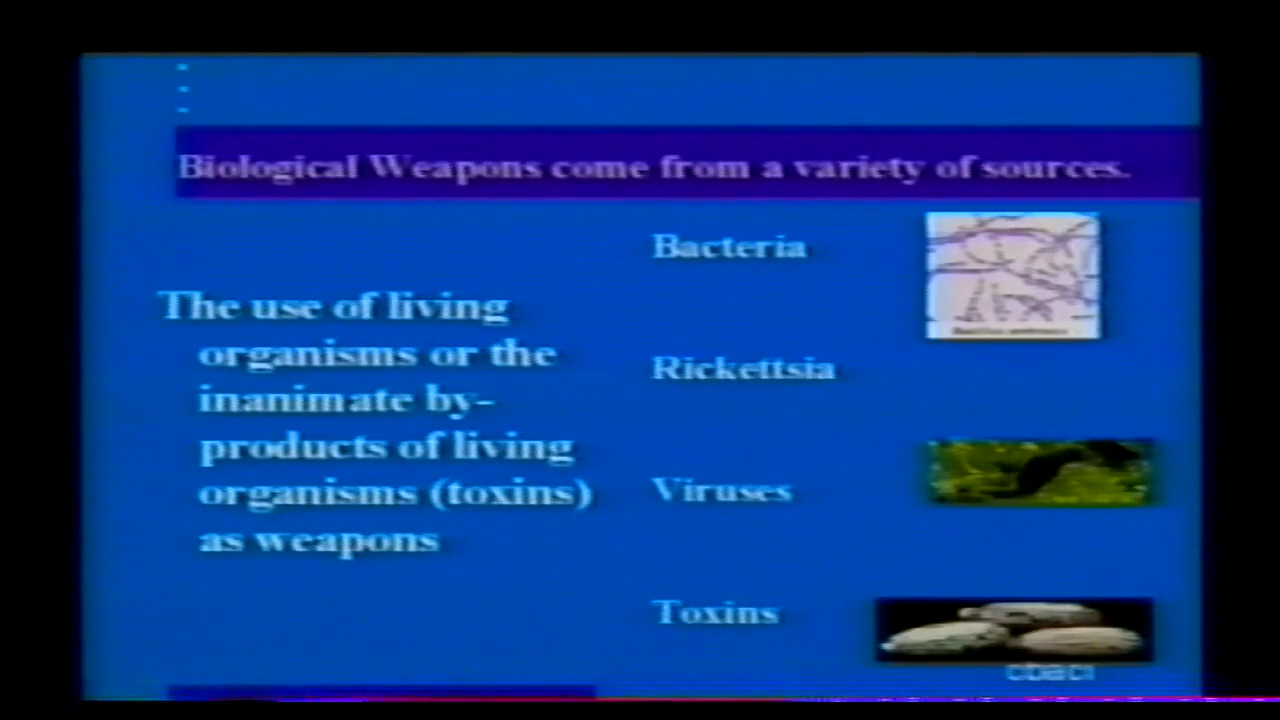 Biological Weapons come from a variety of sources.
The use of living
organisms or the
inanimate by-
products of living
organisms (toxins)
as weapons
Bacteria
Rickettsia
Viruses
Toxins